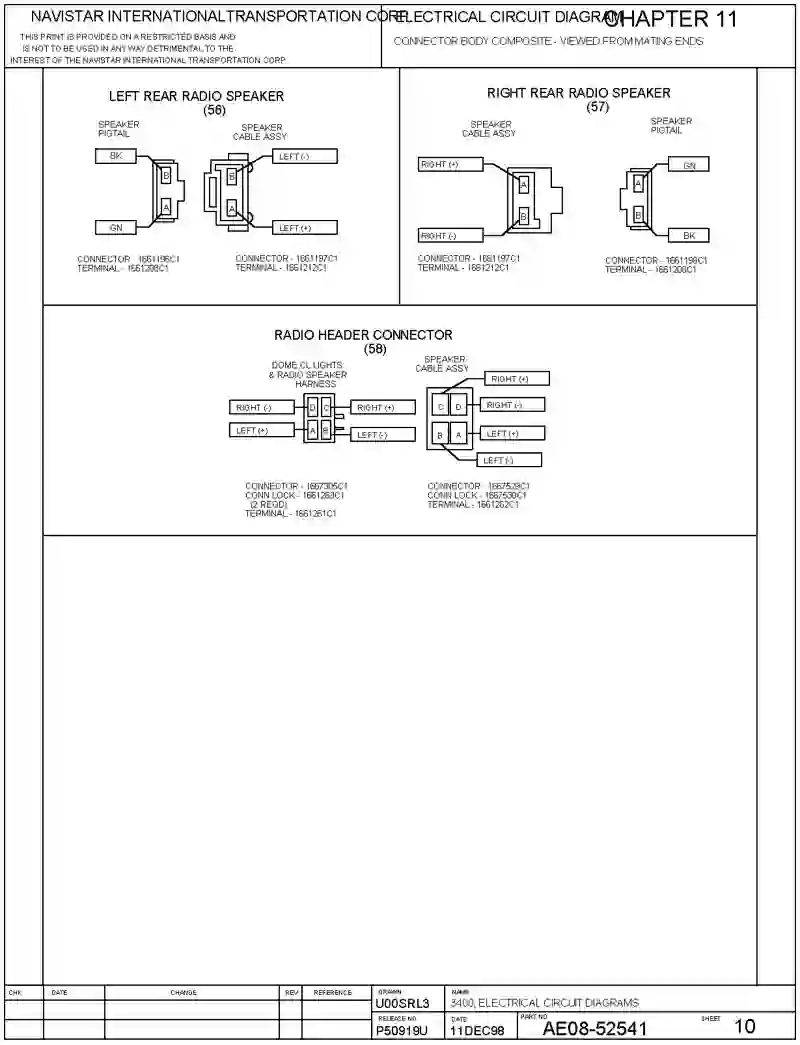 NAVISTAR INTERNATIONAL TRANSPORTATION CORP.
THIS PRINT IS PROVIDED ON A RESTRICTED BASIS AND
IS NOT TO BE USED IN ANY WAY DETRIMENTAL TO THE
INTEREST OF THE NAVISTAR INTERNATIONAL TRANSPORTATION CORP.
ELECTRICAL CIRCUIT DIAGRAM
CHAPTER 11
CONNECTOR BODY COMPOSITE - VIEWED FROM MATING ENDS
LEFT REAR RADIO SPEAKER
(56)
SPEAKER
PIGTAIL
SPEAKER
CABLE ASSY
BK
B
A
GN
B
A
LEFT (-)
LEFT (+)
CONNECTOR - 1661196C1
TERMINAL - 1661208C1
CONNECTOR - 1661197C1
TERMINAL - 1661212C1
RIGHT REAR RADIO SPEAKER
(57)
SPEAKER
CABLE ASSY
SPEAKER
PIGTAIL
RIGHT (+)
A
B
RIGHT (-)
A
B
GN
BK
CONNECTOR - 1661197C1
TERMINAL - 1661212C1
CONNECTOR - 1661196C1
TERMINAL - 1661208C1
RADIO HEADER CONNECTOR
(58)
DOME,CL LIGHTS
& RADIO SPEAKER
HARNESS
SPEAKER
CABLE ASSY
RIGHT (-)
D C
RIGHT (+)
LEFT (+)
A B
LEFT (-)
RIGHT (+)
C D
RIGHT (-)
B A
LEFT (+)
LEFT (-)
CONNECTOR - 1667305C1
CONN LOCK - 1661263C1
(2 REQD)
TERMINAL - 1661261C1
CONNECTOR - 1667529C1
CONN LOCK - 1667530C1
TERMINAL - 1661262C1
CHK
DATE
CHANGE
REV
REFERENCE
DRAWN
U00SRL3
NAME
3400, ELECTRICAL CIRCUIT DIAGRAMS
RELEASE NO.
P50919U
DATE
11DEC98
PART NO.
AE08-52541
SHEET
10